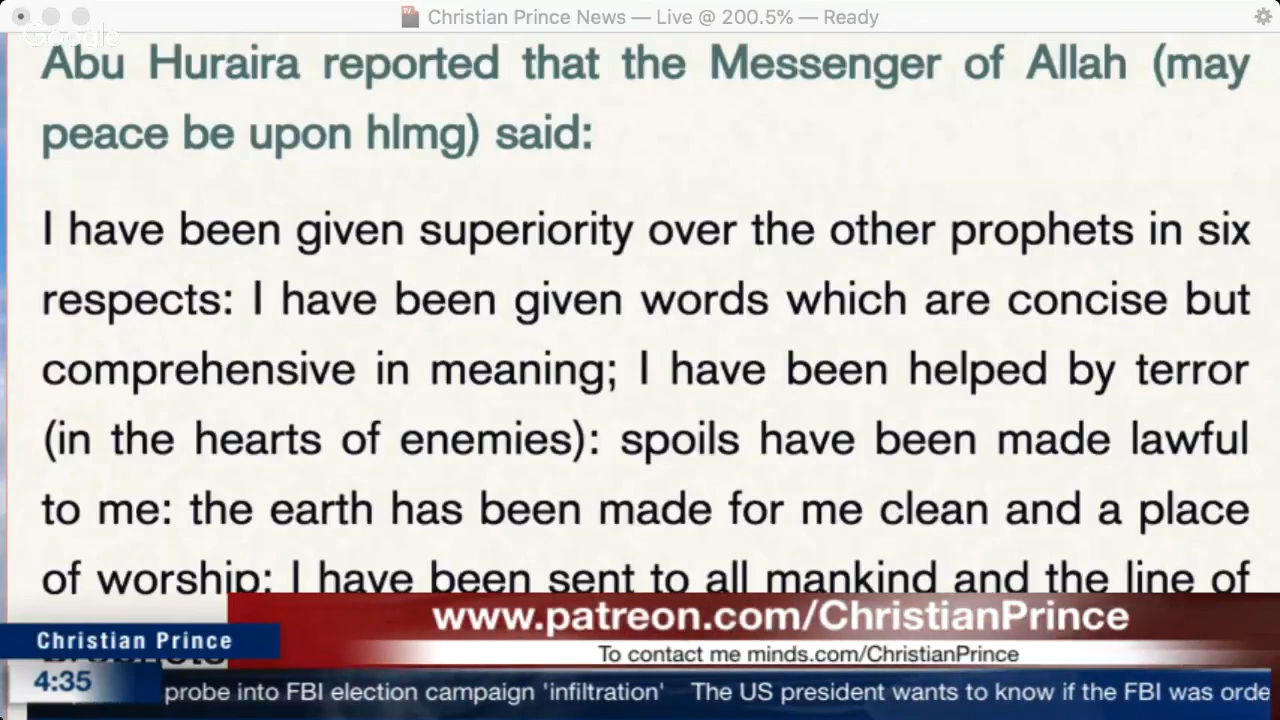 Christian Prince News — Live @ 200.5% — Ready
Google
Abu Huraira reported that the Messenger of Allah (may
peace be upon hlmg) said:
I have been given superiority over the other prophets in six
respects: I have been given words which are concise but
comprehensive in meaning; I have been helped by terror
(in the hearts of enemies): spoils have been made lawful
to me: the earth has been made for me clean and a place
of worship; I have been sent to all mankind and the line of
www.patreon.com/ChristianPrince
Christian Prince
To contact me minds.com/ChristianPrince
4:35
probe into FBI election campaign 'infiltration' The US president wants to know if the FBI was orde